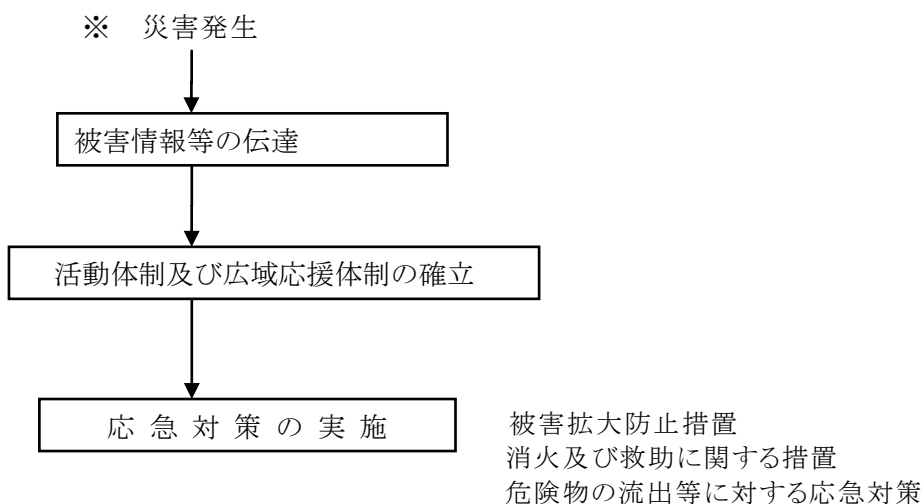 ※　災害発生
被害情報等の伝達
活動体制及び広域応援体制の確立
応 急 対 策 の 実 施
被害拡大防止措置
消火及び救助に関する措置
危険物の流出等に対する応急対策